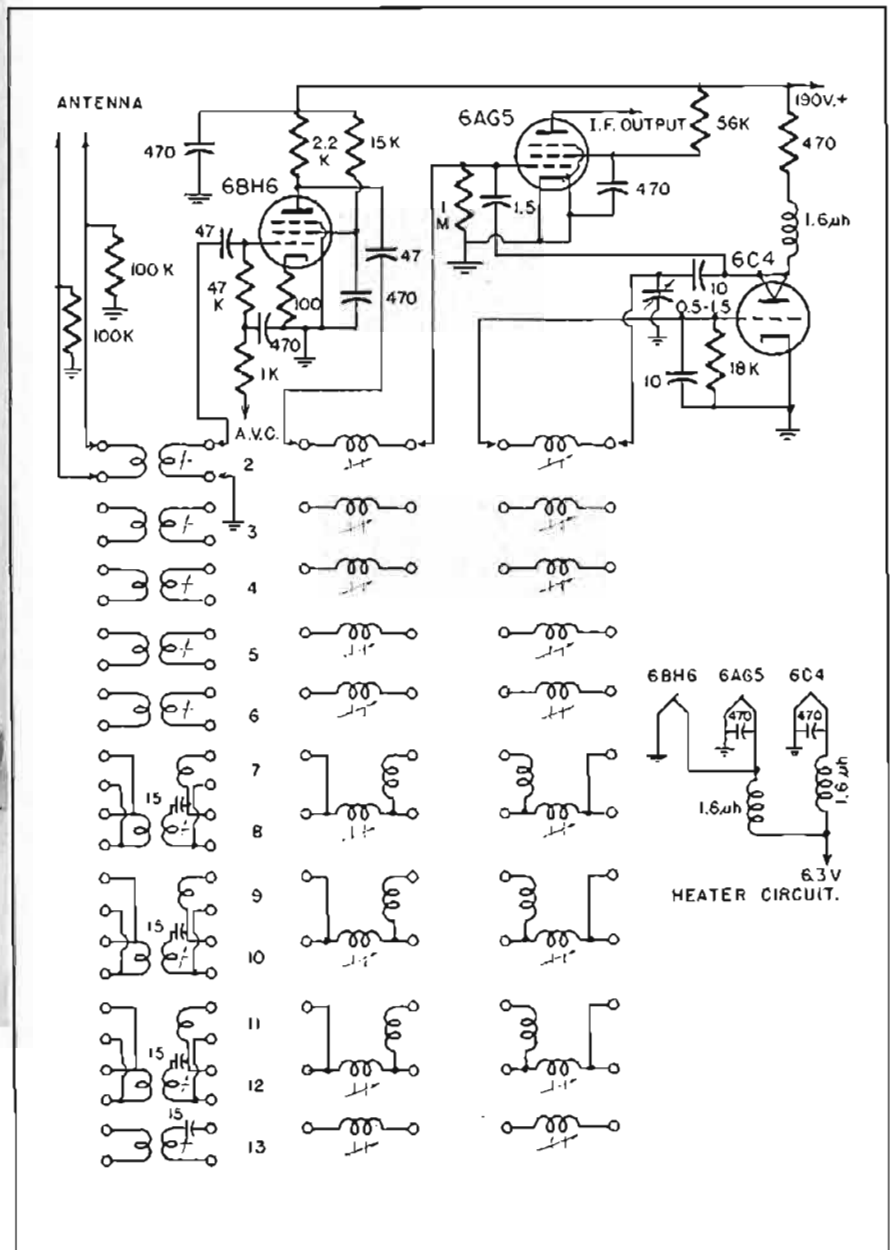 ANTENNA
190V.+
6AG5
I.F. OUTPUT
56K
470
470
2.2 K
15K
6BH6
1 M
1.5
470
1.6µh
47
100 K
47
6C4
10
0.5-1.5
47 K
100
470
100K
470
18K
10
1K
A.V.C.
2
3
4
5
6
6BH6 6AG5 6C4
470
470
7
15
8
1.6µh
1.6µh
6.3V
HEATER CIRCUIT.
9
15
10
11
15
12
15
13